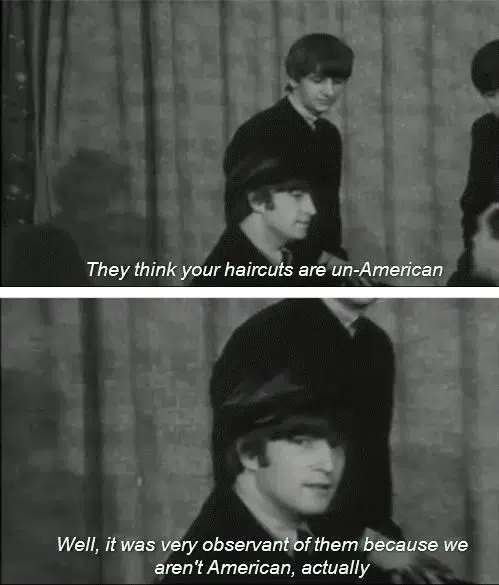 They think your haircuts are un-American
Well, it was very observant of them because we
aren't American, actually